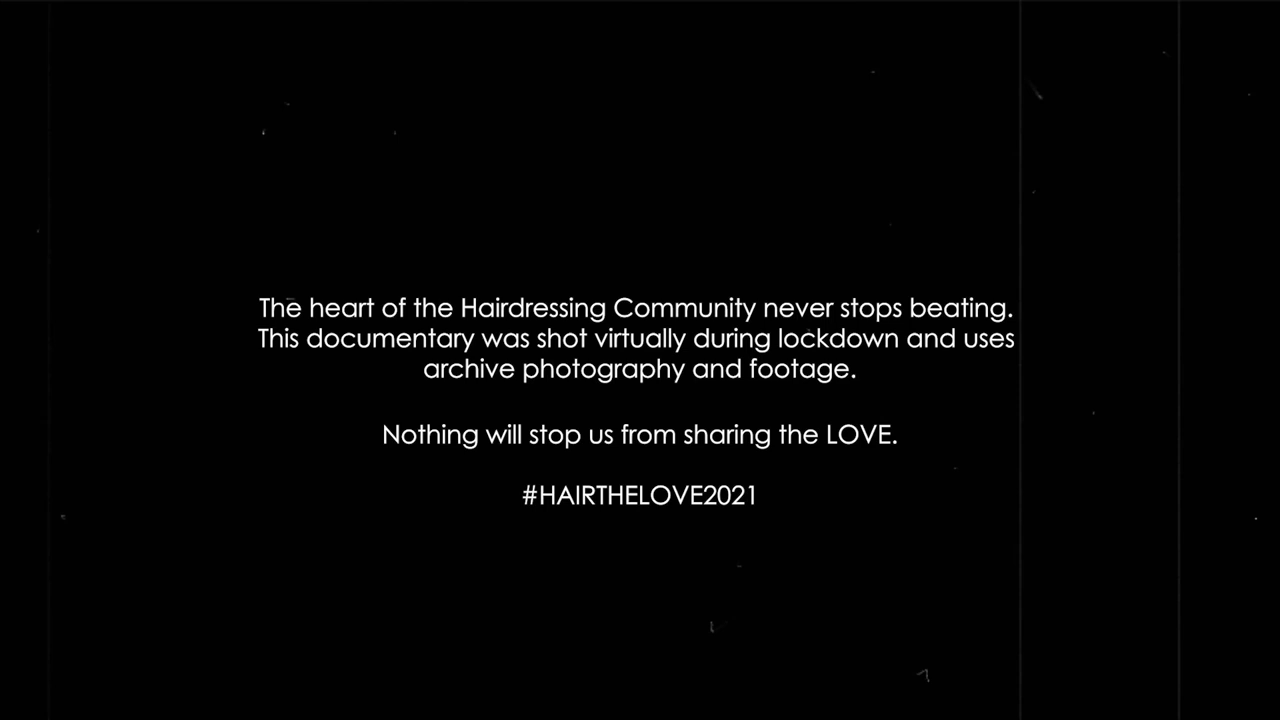 The heart of the Hairdressing Community never stops beating.
This documentary was shot virtually during lockdown and uses
archive photography and footage.
Nothing will stop us from sharing the LOVE.
#HAIRTHELOVE2021